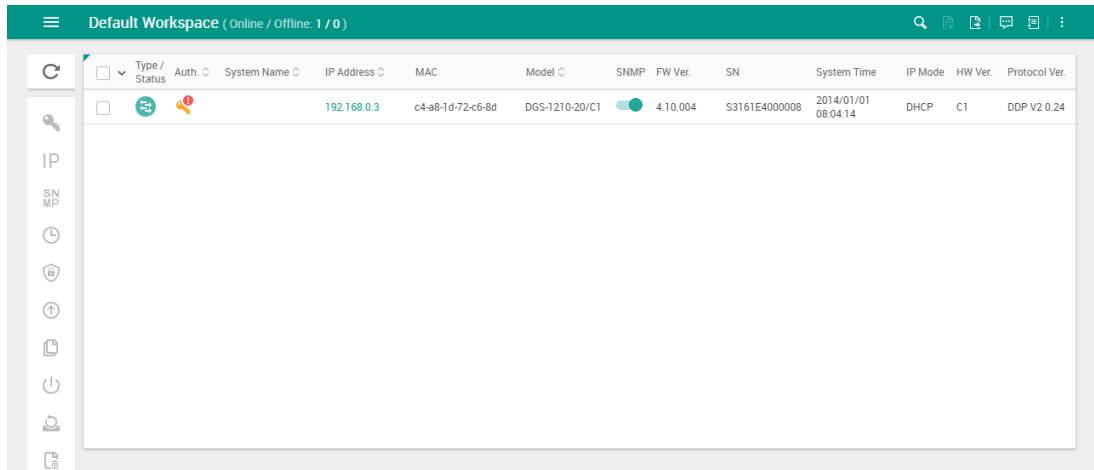 Default Workspace ( Online / Offline: 1 / 0 )
Type / Status Auth. System Name IP Address MAC Model SNMP FW Ver. SN System Time IP Mode HW Ver. Protocol Ver.
192.168.0.3 c4-a8-1d-72-c6-8d DGS-1210-20/C1 4.10.004 S3161E4000008 2014/01/01 08:04:14 DHCP C1 DDP V2 0.24
IP
SN
MP